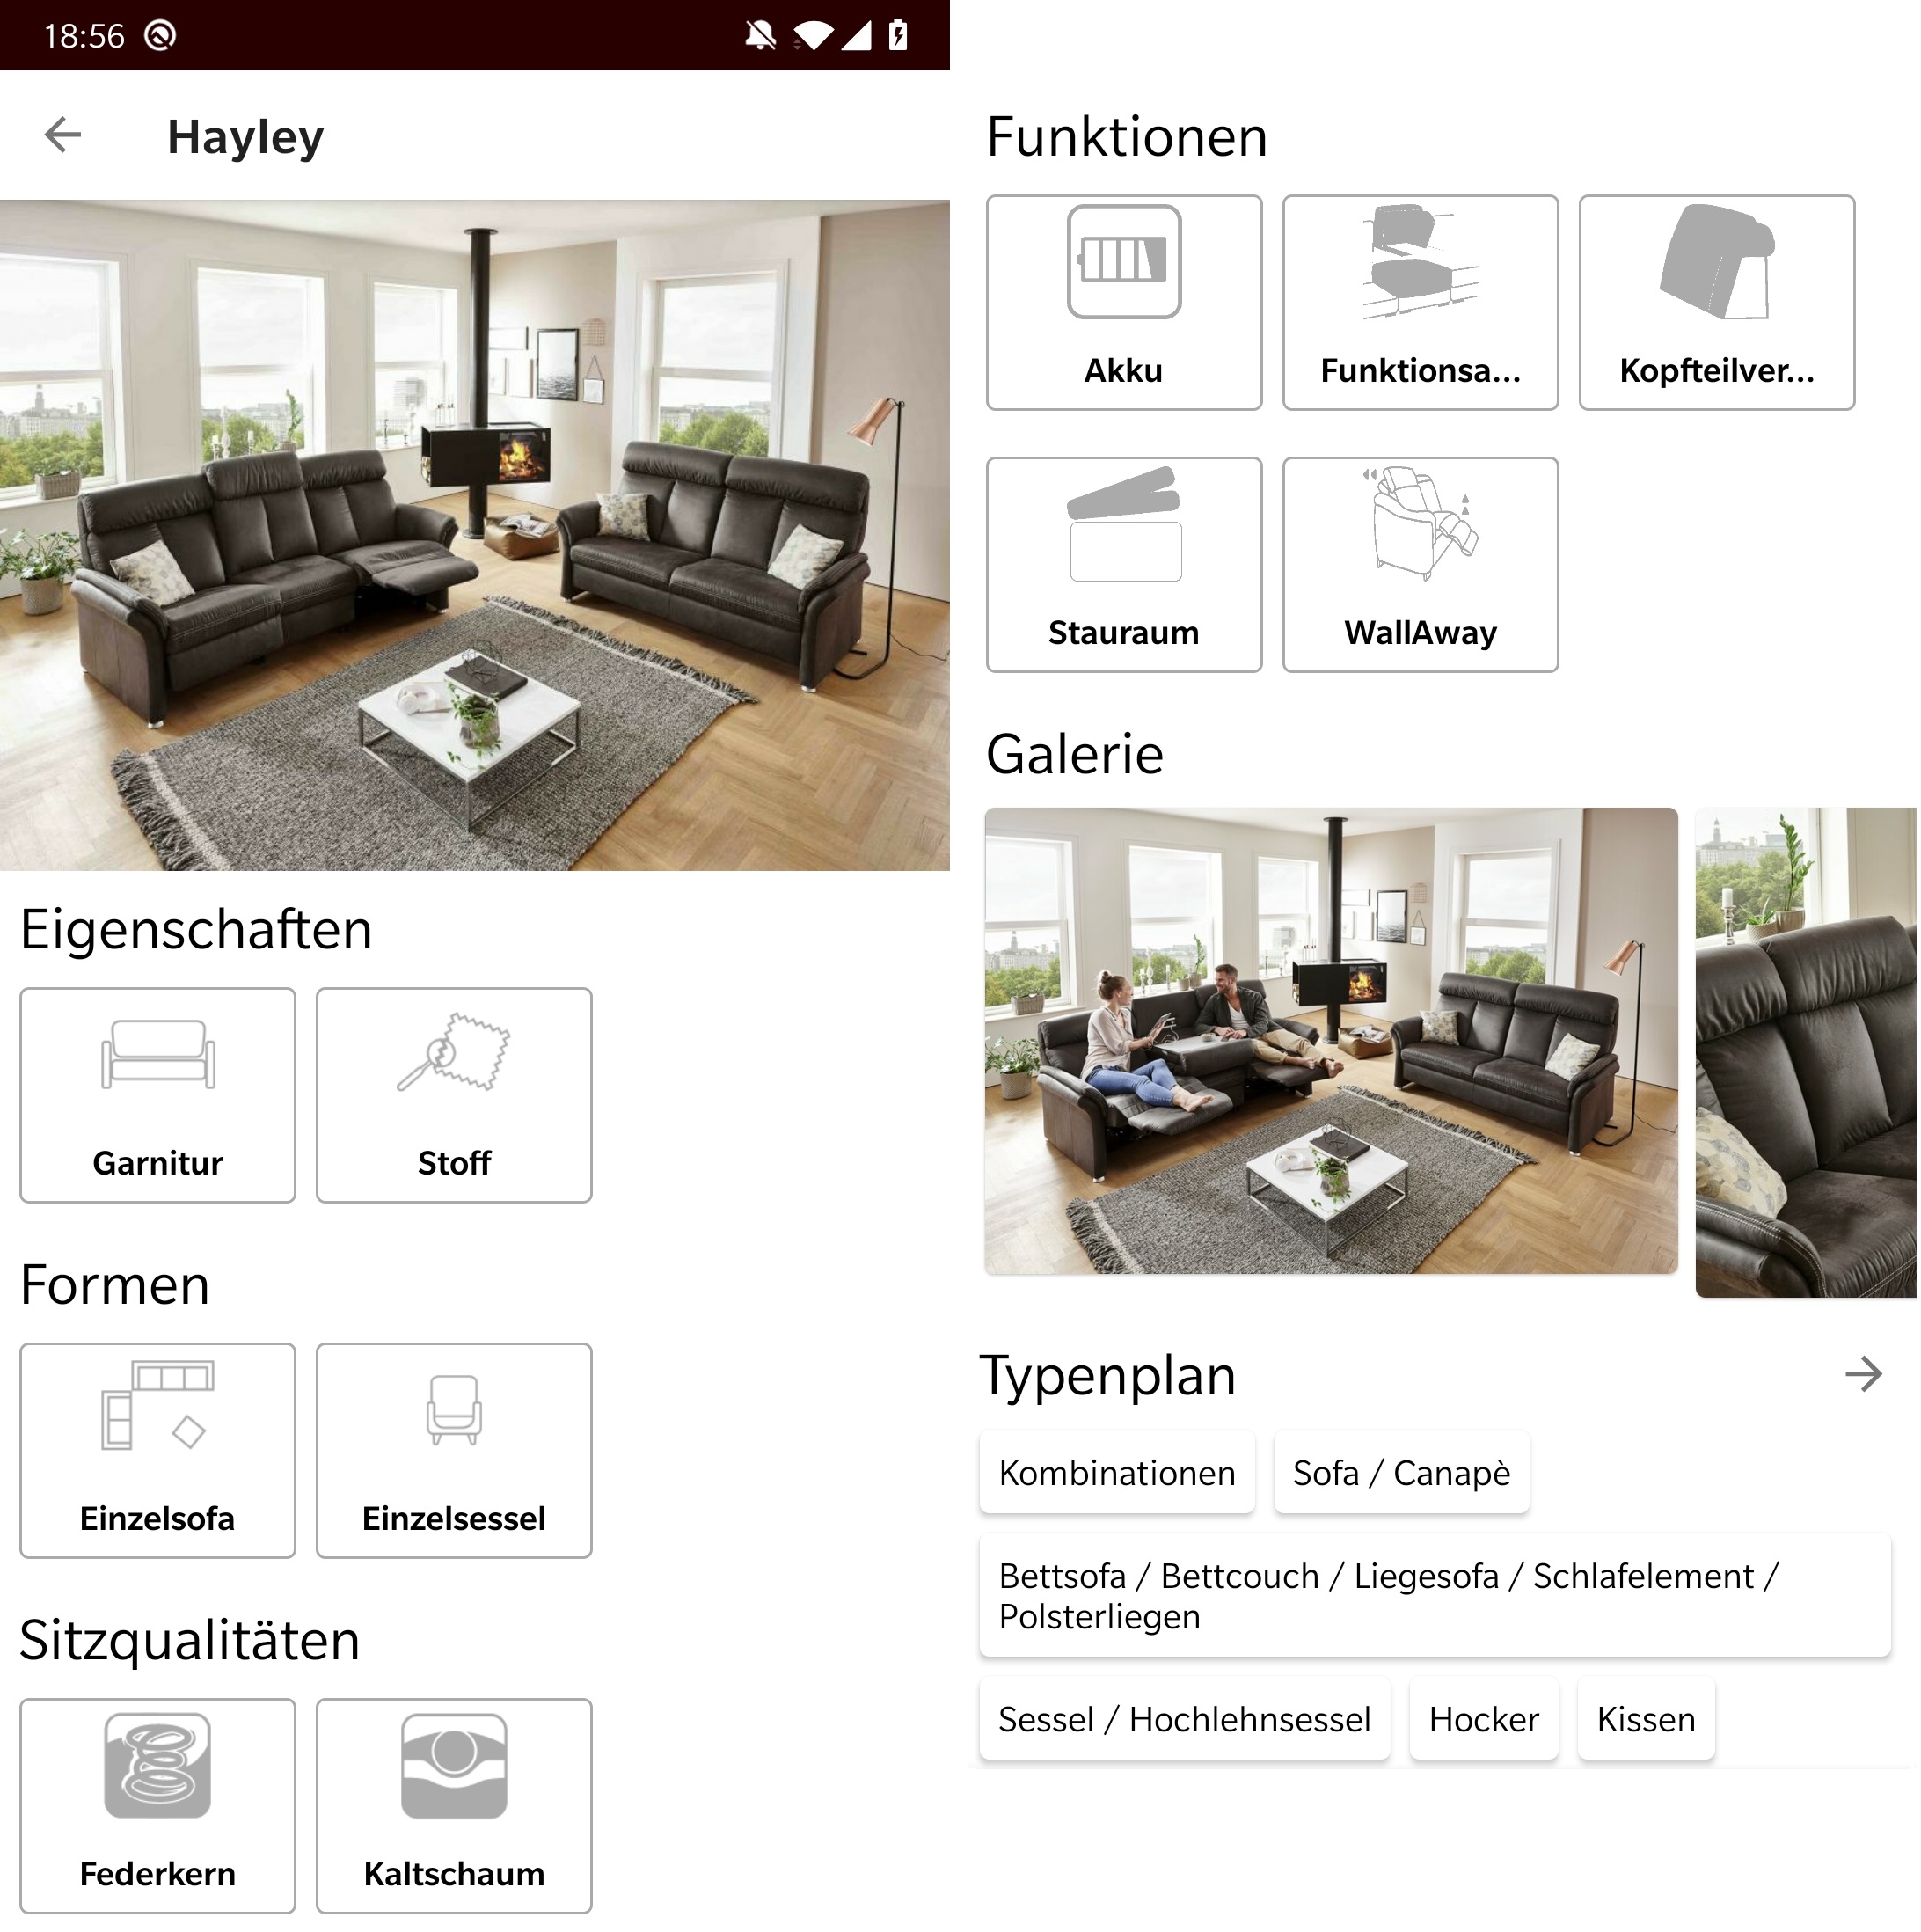 18:56
Hayley
Eigenschaften
Garnitur
Stoff
Formen
Einzelsofa
Einzelsessel
Sitzqualitäten
Federkern
Kaltschaum
Funktionen
Akku
Funktionsa...
Kopfteilver...
Stauraum
WallAway
Galerie
Typenplan
Kombinationen
Sofa / Canapè
Bettsofa / Bettcouch / Liegesofa / Schlafelement /
Polsterliegen
Sessel / Hochlehnsessel
Hocker
Kissen